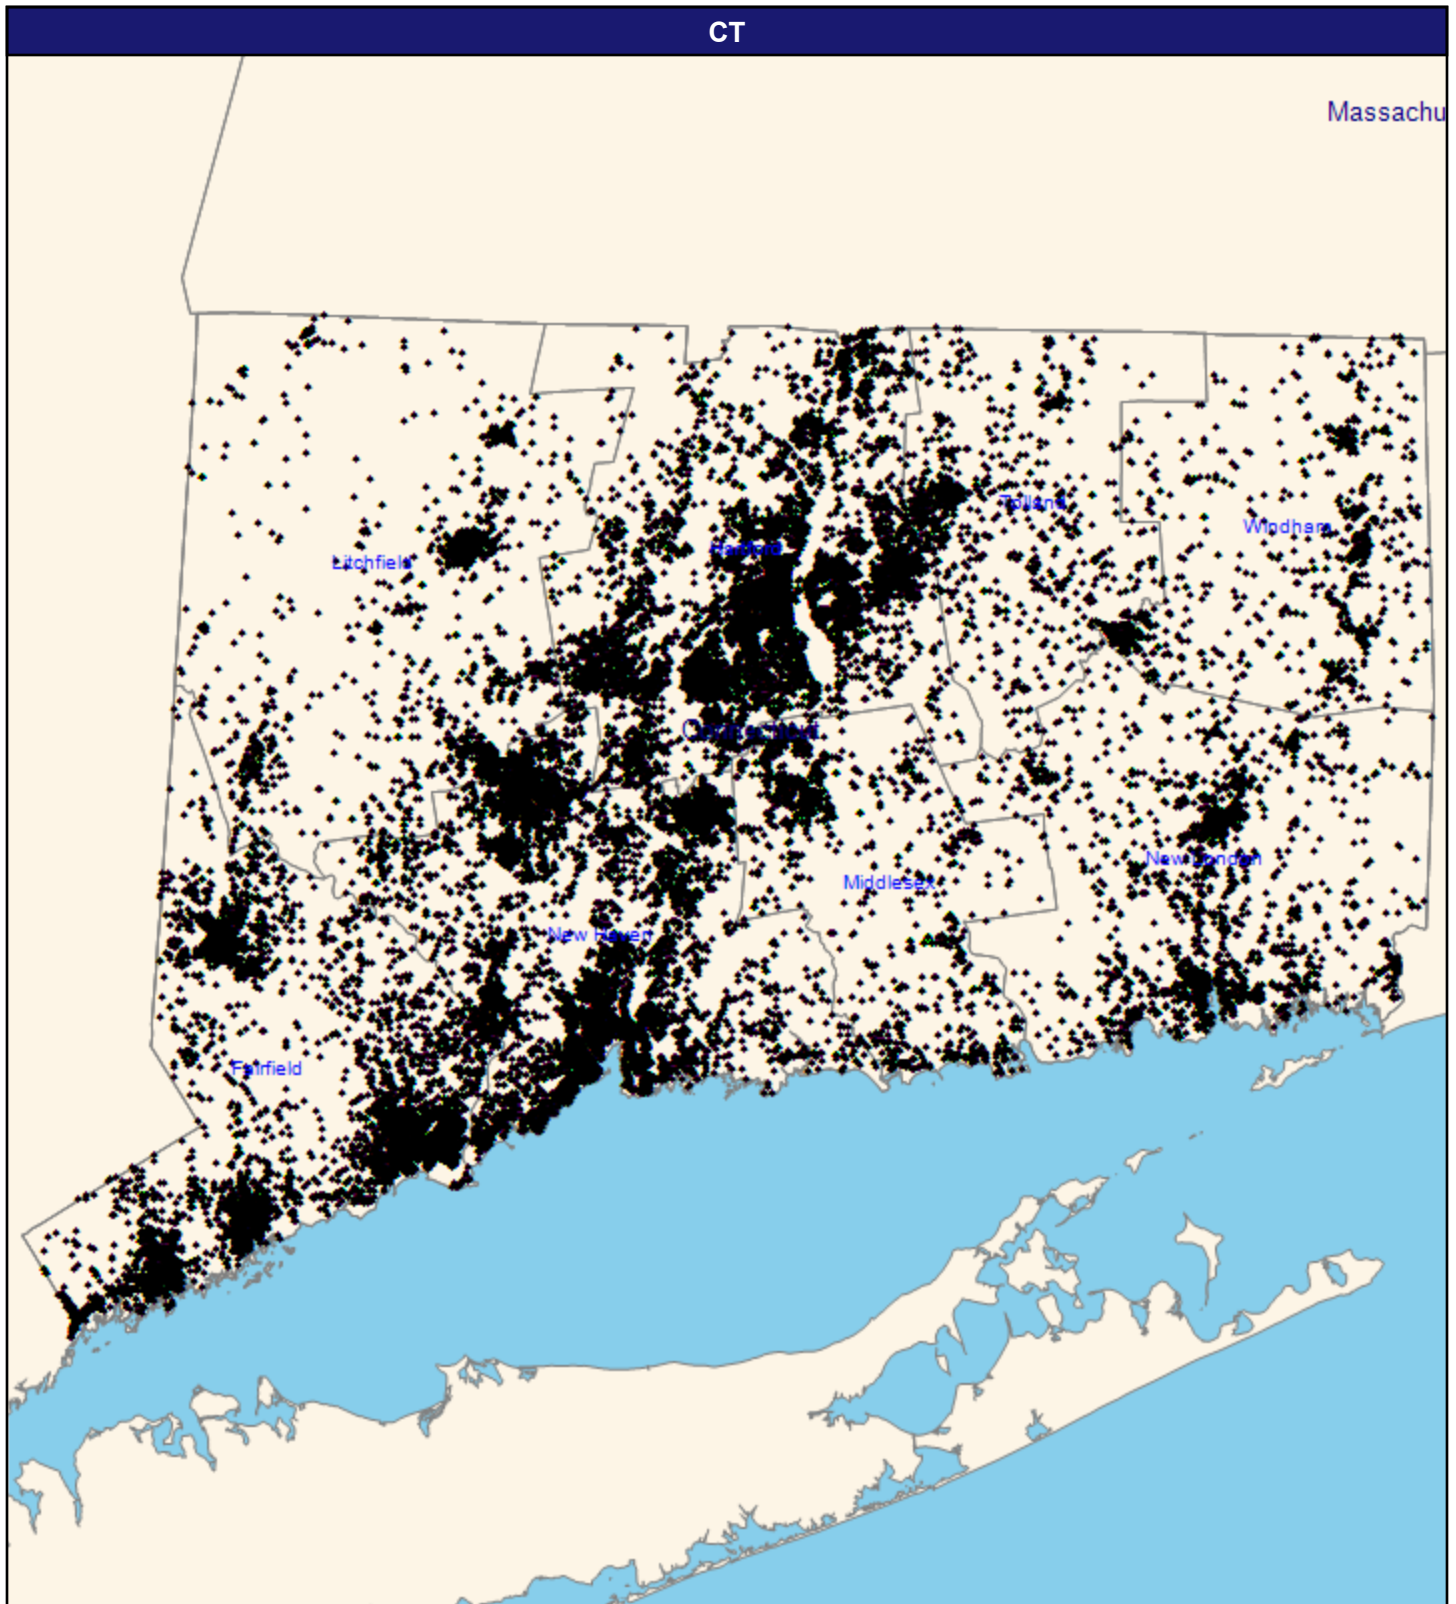 CT
Massachu
Tolland
Windham
Hartford
Litchfield
Connecticut
New London
Middlesex
New Haven
Fairfield